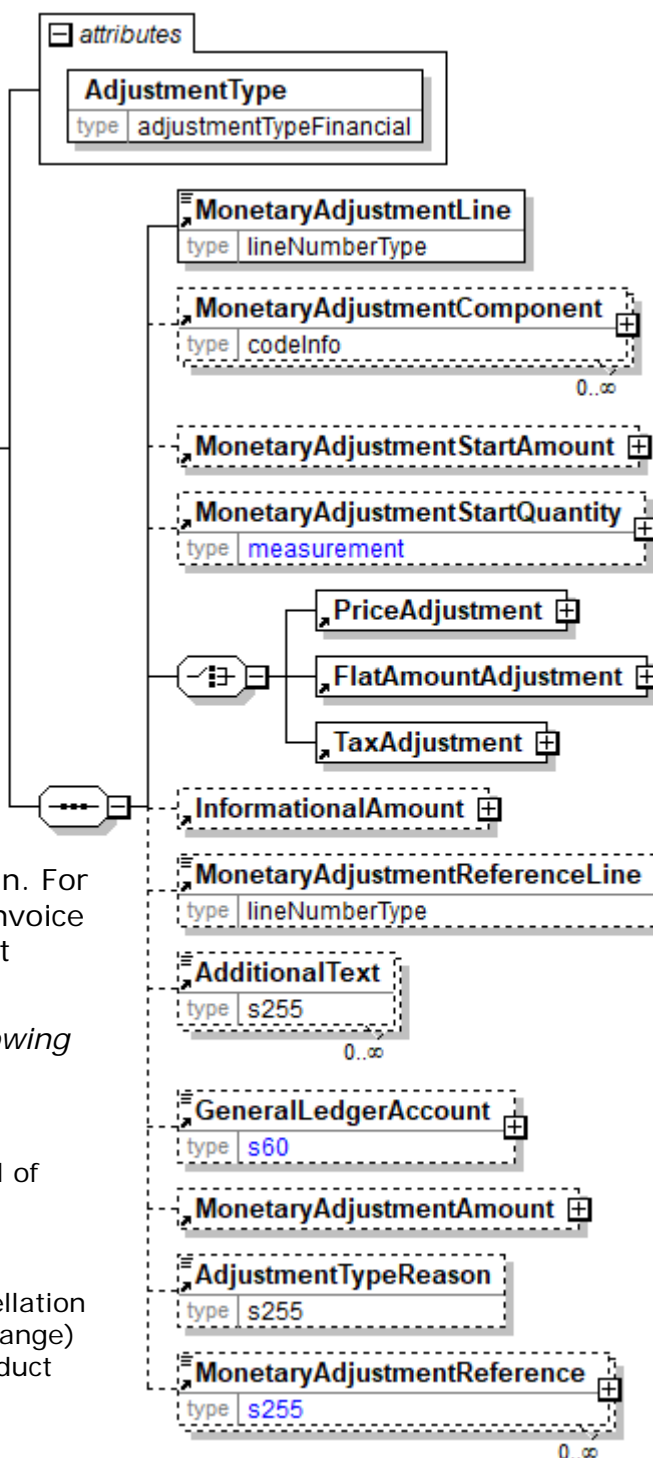 attributes
AdjustmentType
type adjustmentTypeFinancial
MonetaryAdjustmentLine
type lineNumberType
MonetaryAdjustmentComponent
type codeInfo
0..∞
MonetaryAdjustmentStartAmount
MonetaryAdjustmentStartQuantity
type measurement
PriceAdjustment
FlatAmountAdjustment
TaxAdjustment
InformationalAmount
n. For
MonetaryAdjustmentReferenceLine
nvoice
type lineNumberType
t
AdditionalText
type s255
owing
0..∞
GeneralLedgerAccount
type s60
l of
MonetaryAdjustmentAmount
AdjustmentTypeReason
type s255
ellation
ange)
duct
MonetaryAdjustmentReference
type s255
0..∞